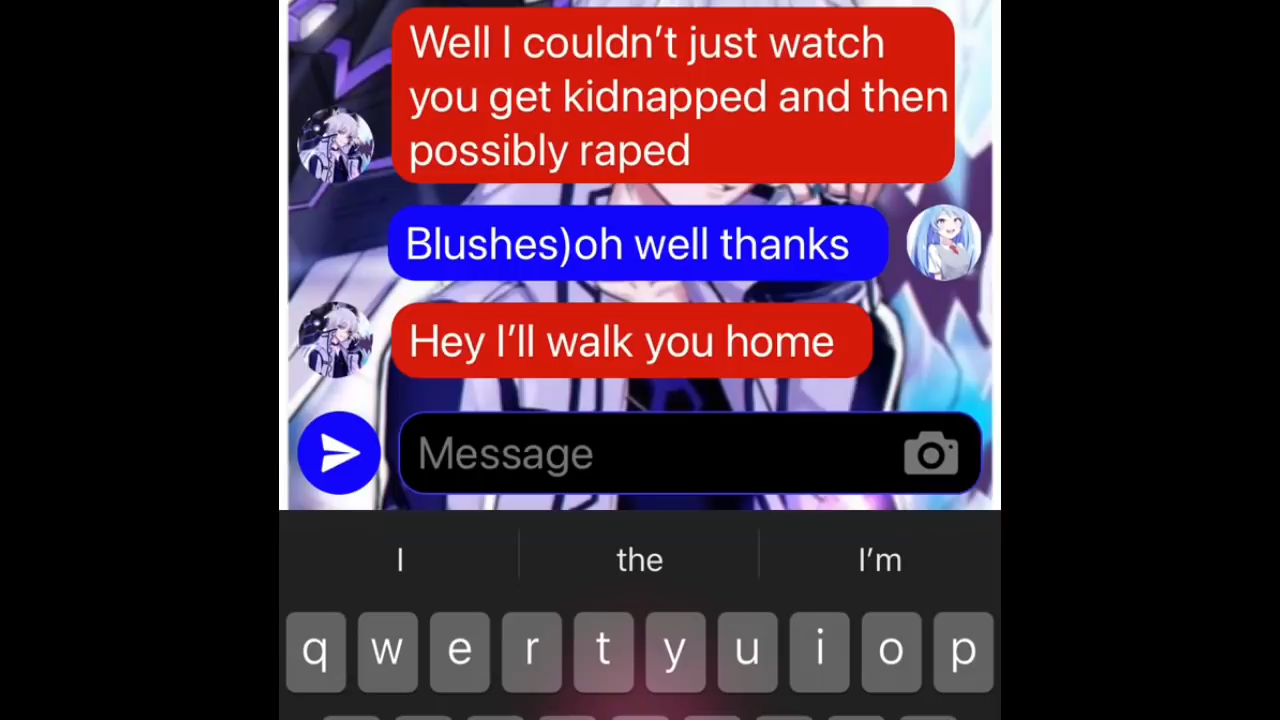 Well I couldn’t just watch
you get kidnapped and then
possibly raped
Blushes)oh well thanks
Hey I’ll walk you home
Message
I the I’m
q w e r t y u i o p